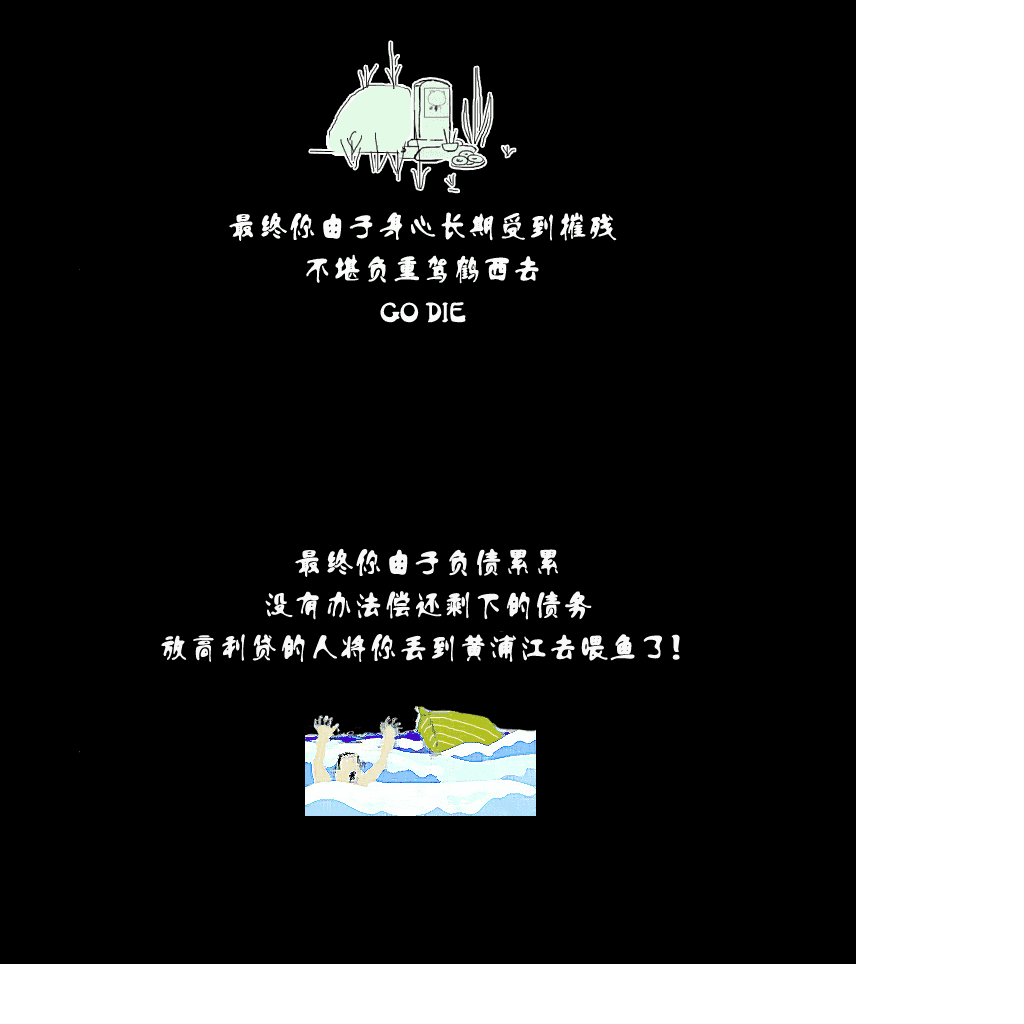 最终你由于身心长期受到摧残
不堪负重驾鹤西去
GO DIE
最终你由于负债累累
没有办法偿还剩下的债务
放高利贷的人将你丢到黄浦江去喂鱼了!